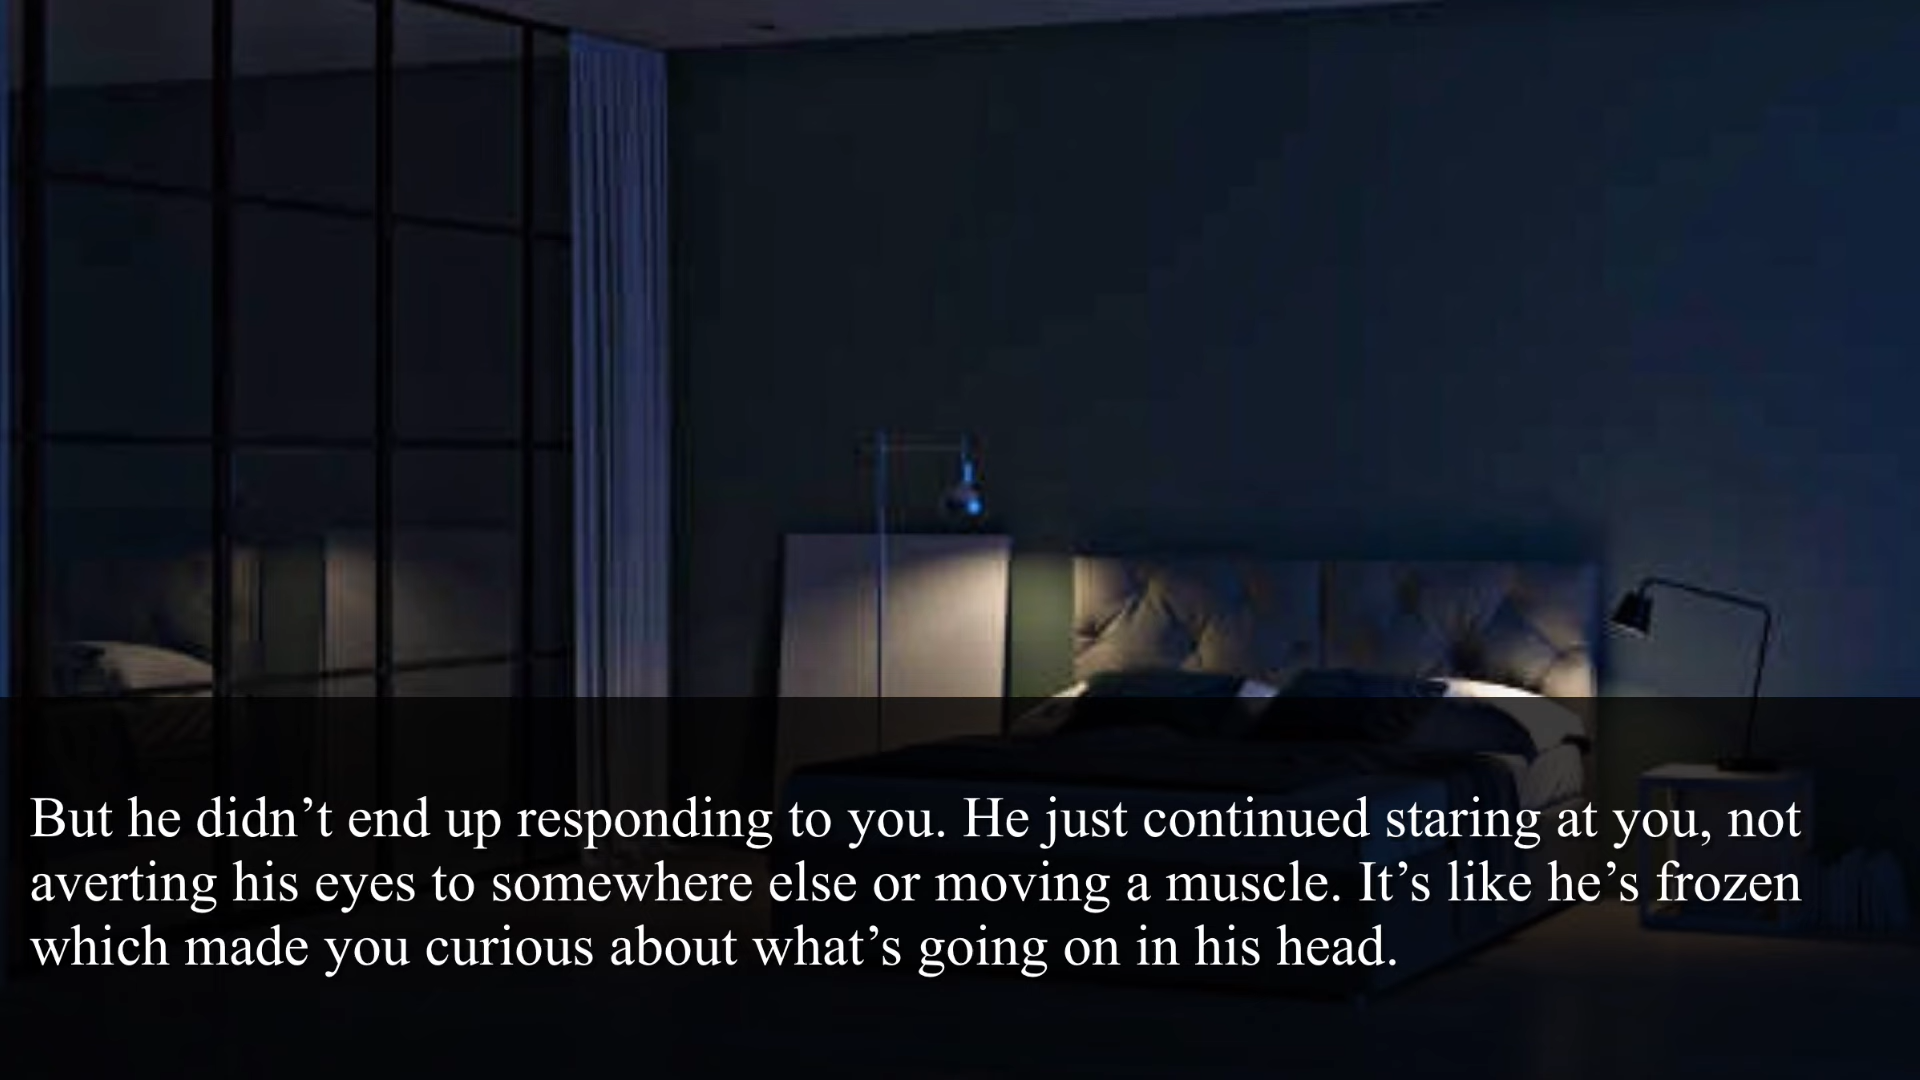 But he didn’t end up responding to you. He just continued staring at you, not
averting his eyes to somewhere else or moving a muscle. It’s like he’s frozen
which made you curious about what’s going on in his head.